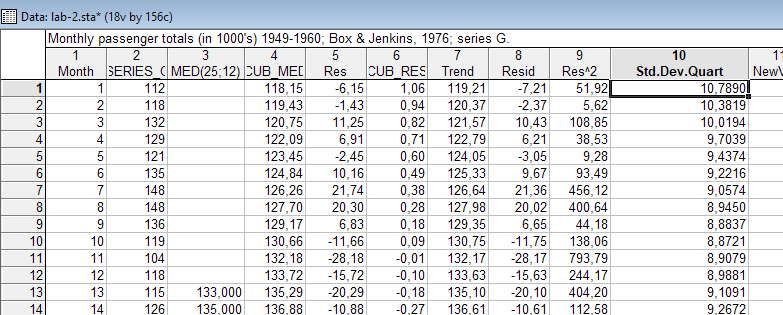 Data: lab-2.sta* (18v by 156c)
Monthly passenger totals (in 1000's) 1949-1960; Box & Jenkins, 1976; series G.
1 2 3 4 5 6 7 8 9 10 11
Month SERIES_G MED(25;12) CUB_MED Res CUB_RES Trend Resid Res^2 Std.Dev.Quart NewV
1 1 112 118,15 -6,15 1,06 119,21 -7,21 51,92 10,7890
2 2 118 119,43 -1,43 0,94 120,37 -2,37 5,62 10,3819
3 3 132 120,75 11,25 0,82 121,57 10,43 108,85 10,0194
4 4 129 122,09 6,91 0,71 122,79 6,21 38,53 9,7039
5 5 121 123,45 -2,45 0,60 124,05 -3,05 9,28 9,4374
6 6 135 124,84 10,16 0,49 125,33 9,67 93,49 9,2216
7 7 148 126,26 21,74 0,38 126,64 21,36 456,12 9,0574
8 8 148 127,70 20,30 0,28 127,98 20,02 400,64 8,9450
9 9 136 129,17 6,83 0,18 129,35 6,65 44,18 8,8837
10 10 119 130,66 -11,66 0,09 130,75 -11,75 138,06 8,8721
11 11 104 132,18 -28,18 -0,01 132,17 -28,17 793,79 8,9079
12 12 118 133,72 -15,72 -0,10 133,63 -15,63 244,17 8,9881
13 13 115 133,000 135,29 -20,29 -0,18 135,10 -20,10 404,20 9,1091
14 14 126 135,000 136,88 -10,88 -0,27 136,61 -10,61 112,58 9,2672